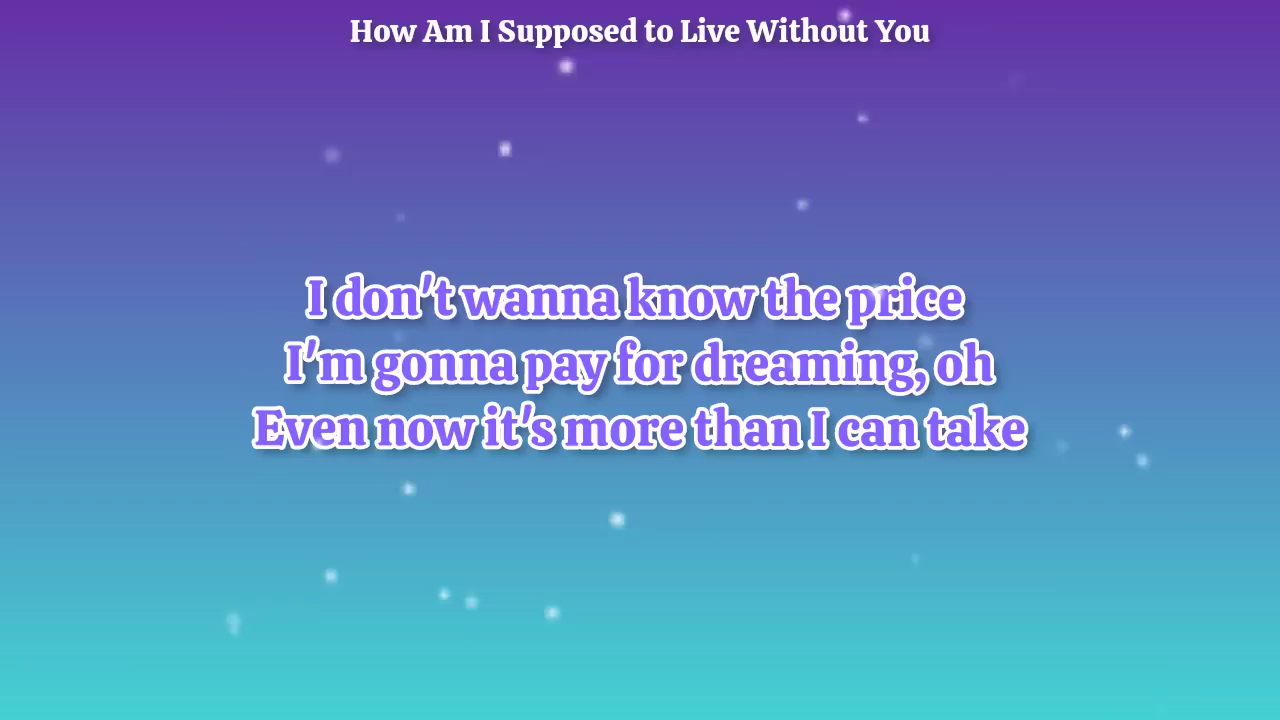 How Am I Supposed to Live Without You
I don't wanna know the price
I'm gonna pay for dreaming, oh
Even now it's more than I can take